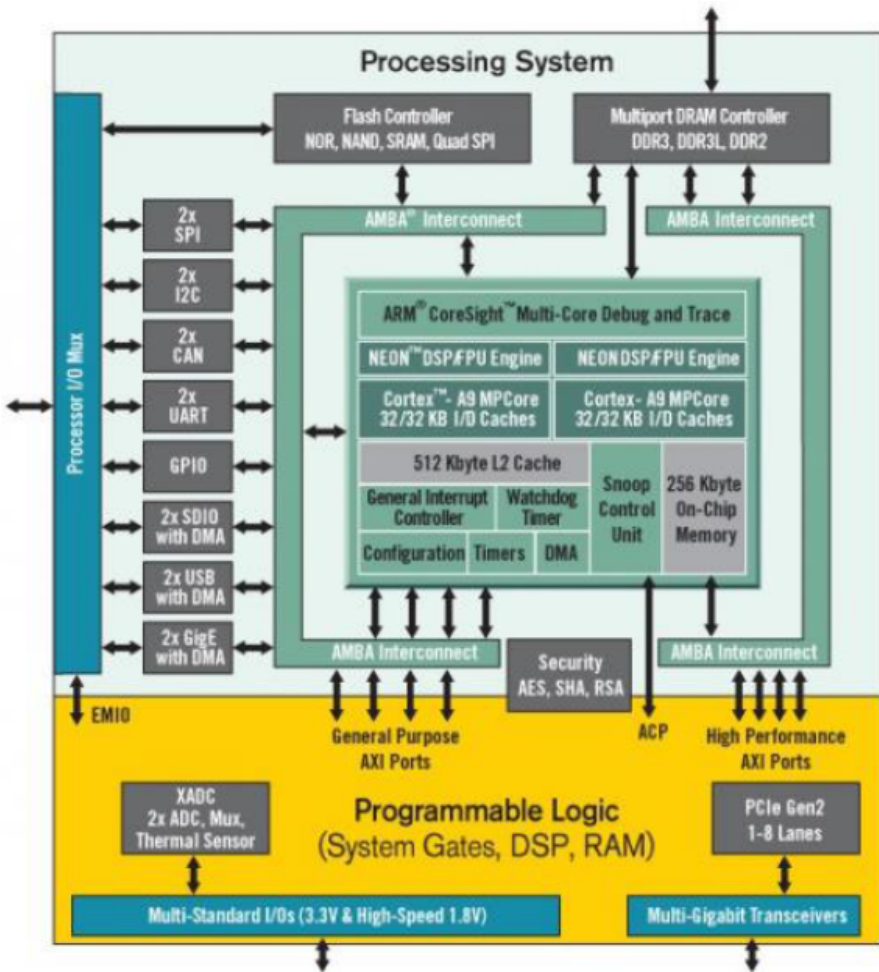 Processing System
Flash Controller
NOR, NAND, SRAM, Quad SPI
Multiport DRAM Controller
DDR3, DDR3L, DDR2
AMBA® Interconnect
AMBA Interconnect
Processor I/O Mux
2x
SPI
2x
I2C
2x
CAN
2x
UART
GPIO
2x SDIO
with DMA
2x USB
with DMA
2x GigE
with DMA
ARM® CoreSight™ Multi-Core Debug and Trace
NEON™ DSP/FPU Engine
NEON DSP/FPU Engine
Cortex™- A9 MPCore
32/32 KB I/D Caches
Cortex- A9 MPCore
32/32 KB I/D Caches
512 Kbyte L2 Cache
General Interrupt
Controller
Watchdog
Timer
Configuration
Timers
DMA
Snoop
Control
Unit
256 Kbyte
On-Chip
Memory
AMBA Interconnect
Security
AES, SHA, RSA
AMBA Interconnect
EMIO
General Purpose
AXI Ports
ACP
High Performance
AXI Ports
XADC
2x ADC, Mux,
Thermal Sensor
Programmable Logic
(System Gates, DSP, RAM)
PCIe Gen2
1-8 Lanes
Multi-Standard I/Os (3.3V & High-Speed 1.8V)
Multi-Gigabit Transceivers